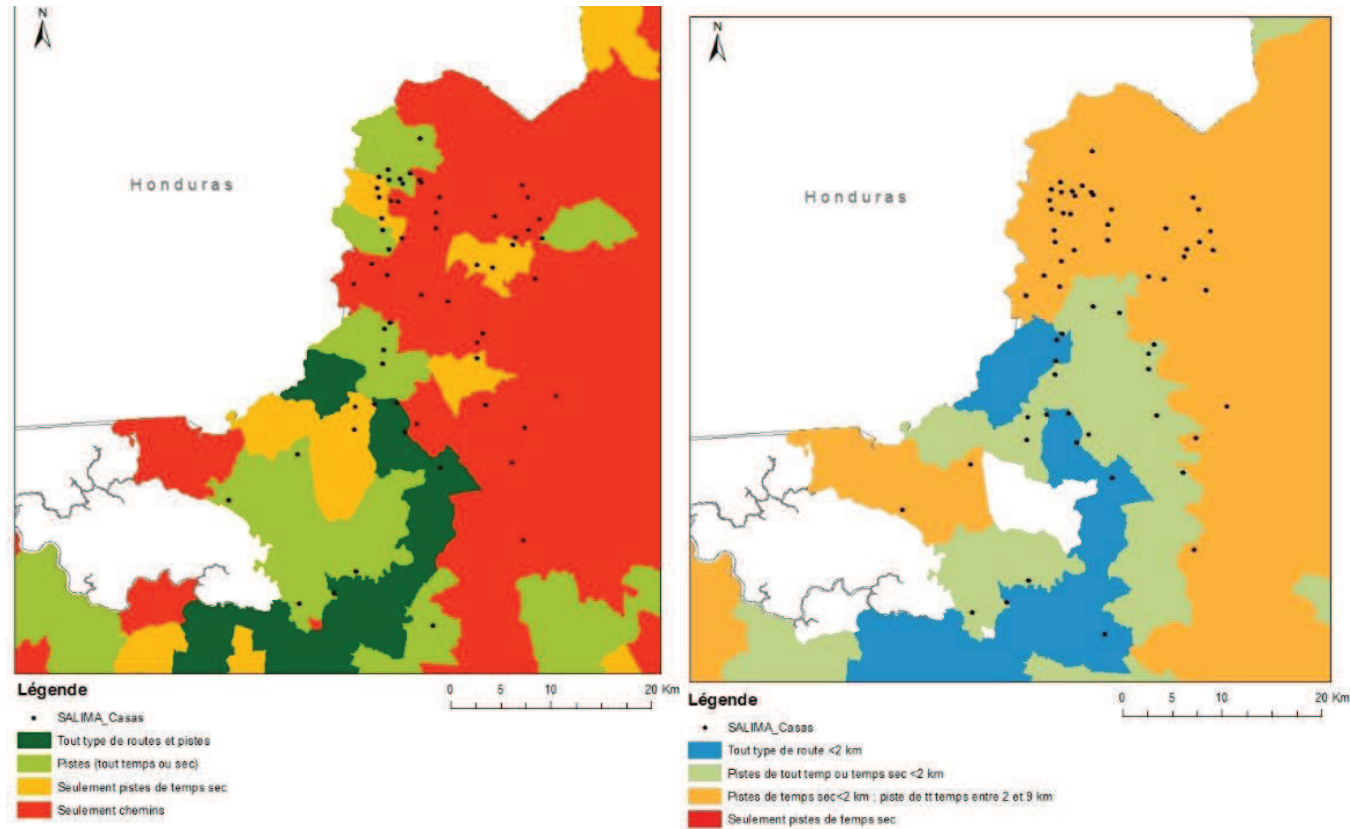 N
Honduras
Légende
0 5 10 20 Km
SALIMA_Casas
Tout type de routes et pistes
Pistes (tout temps ou sec)
Seulement pistes de temps sec
Seulement chemins
N
Honduras
Légende
0 5 10 20 Km
SALIMA_Casas
Tout type de route <2 km
Pistes de tout temp ou temps sec <2 km
Pistes de temps sec<2 km ; piste de tt temps entre 2 et 9 km
Seulement pistes de temps sec